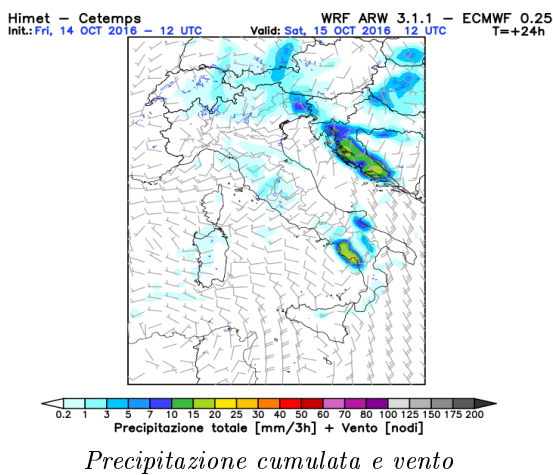 Himet – Cetemps WRF ARW 3.1.1 – ECMWF 0.25
Init.: Fri, 14 OCT 2016 – 12 UTC Valid: Sat, 15 OCT 2016 12 UTC T=+24h
0.2 1 3 5 7 10 15 20 25 30 40 50 60 70 80 100 125 150 175 200
Precipitazione totale [mm/3h] + Vento [nodi]
Precipitazione cumulata e vento